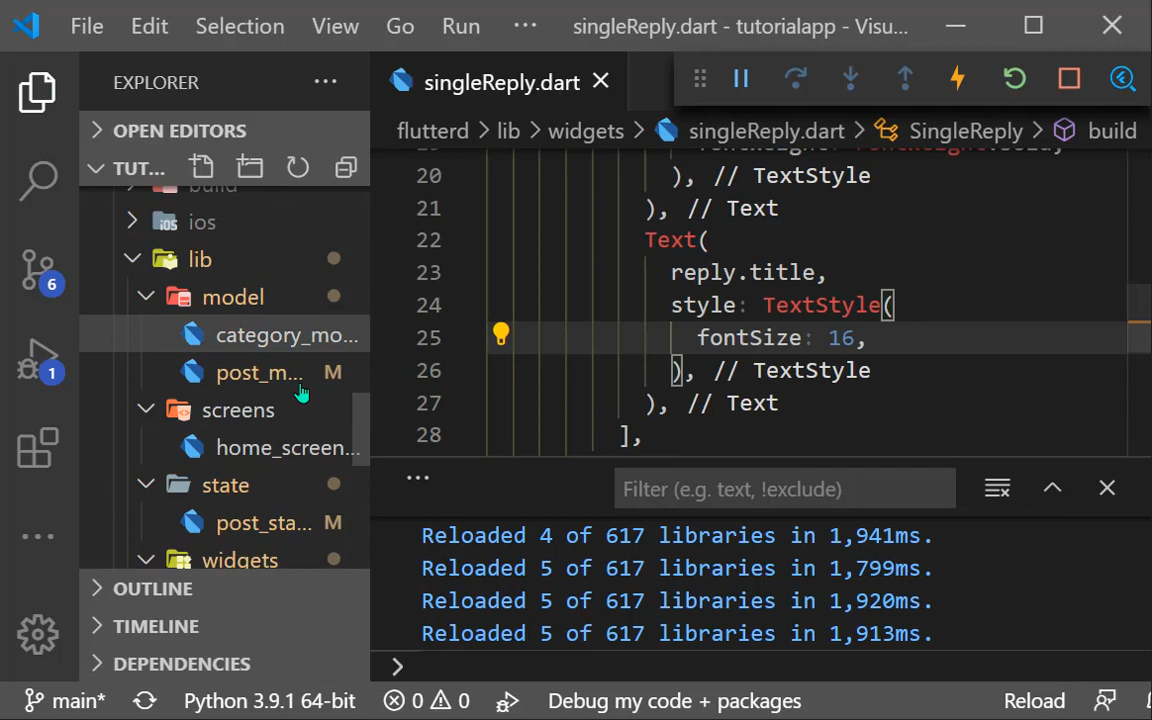 File Edit Selection View Go Run ··· singleReply.dart - tutorialapp - Visu...
EXPLORER ···
singleReply.dart
OPEN EDITORS
flutterd > lib > widgets > singleReply.dart > SingleReply > build
TUT...
build
ios
lib
model
category_mo...
post_m... M
screens
home_screen...
state
post_sta... M
widgets
OUTLINE
TIMELINE
DEPENDENCIES
6
1
20 ), // TextStyle
21 ), // Text
22 Text(
23 reply.title,
24 style: TextStyle(
25 fontSize: 16,
26 ), // TextStyle
27 ), // Text
28 ],
··· Filter (e.g. text, !exclude)
Reloaded 4 of 617 libraries in 1,941ms.
Reloaded 5 of 617 libraries in 1,799ms.
Reloaded 5 of 617 libraries in 1,920ms.
Reloaded 5 of 617 libraries in 1,913ms.
>
main* Python 3.9.1 64-bit 0 0 Debug my code + packages Reload